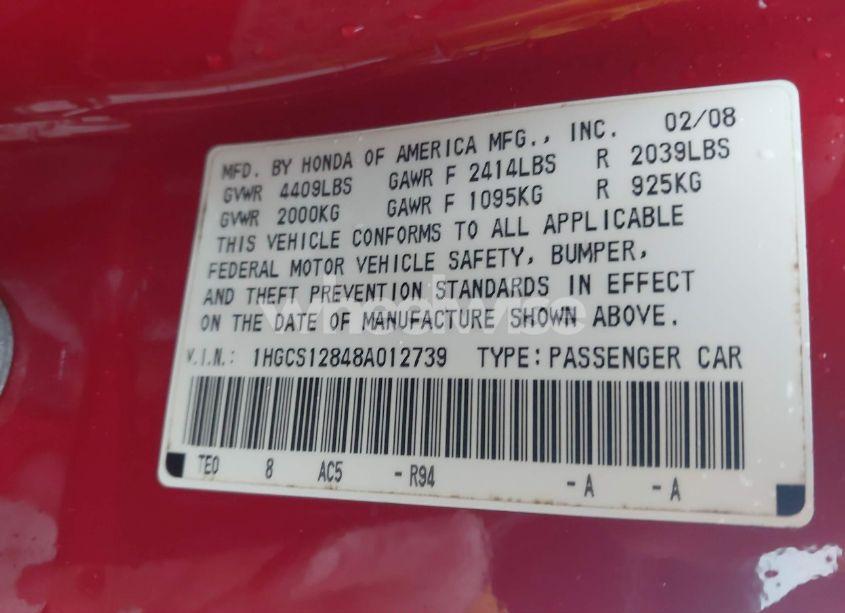 MFD. BY HONDA OF AMERICA MFG., INC. 02/08
GVWR 4409LBS GAWR F 2414LBS R 2039LBS
GVWR 2000KG GAWR F 1095KG R 925KG
THIS VEHICLE CONFORMS TO ALL APPLICABLE
FEDERAL MOTOR VEHICLE SAFETY, BUMPER,
AND THEFT PREVENTION STANDARDS IN EFFECT
ON THE DATE OF MANUFACTURE SHOWN ABOVE.
V.I.N.: 1HGCS12848A012739 TYPE: PASSENGER CAR
TE0 8 AC5 - R94 - A - A
wheelwise